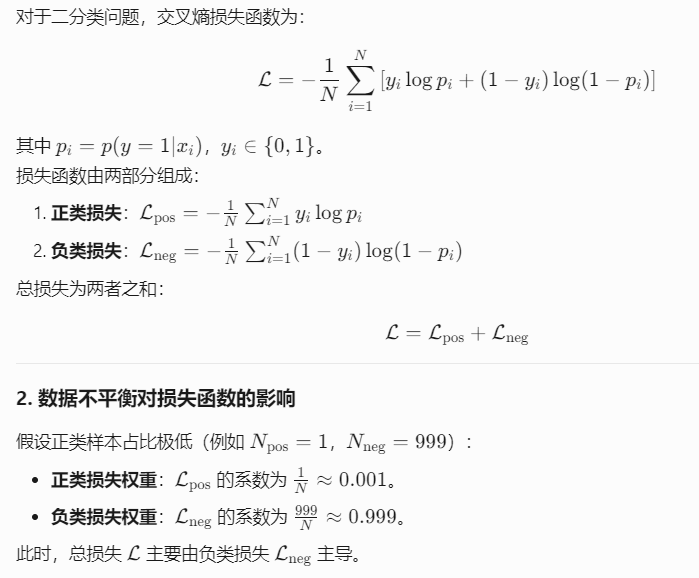 对于二分类问题，交叉熵损失函数为：
$$\mathcal{L} = -\frac{1}{N}\sum_{i=1}^{N}[y_i \log p_i + (1 - y_i)\log(1 - p_i)]$$
其中 $p_i = p(y = 1|x_i)$，$y_i \in \{0, 1\}$。
损失函数由两部分组成：
1. 正类损失：$\mathcal{L}_{\text{pos}} = -\frac{1}{N}\sum_{i=1}^{N} y_i \log p_i$
2. 负类损失：$\mathcal{L}_{\text{neg}} = -\frac{1}{N}\sum_{i=1}^{N}(1 - y_i)\log(1 - p_i)$
总损失为两者之和：
$$\mathcal{L} = \mathcal{L}_{\text{pos}} + \mathcal{L}_{\text{neg}}$$
2. 数据不平衡对损失函数的影响
假设正类样本占比极低（例如 $N_{\text{pos}} = 1$，$N_{\text{neg}} = 999$）：
• 正类损失权重：$\mathcal{L}_{\text{pos}}$ 的系数为 $\frac{1}{N} \approx 0.001$。
• 负类损失权重：$\mathcal{L}_{\text{neg}}$ 的系数为 $\frac{999}{N} \approx 0.999$。
此时，总损失 $\mathcal{L}$ 主要由负类损失 $\mathcal{L}_{\text{neg}}$ 主导。